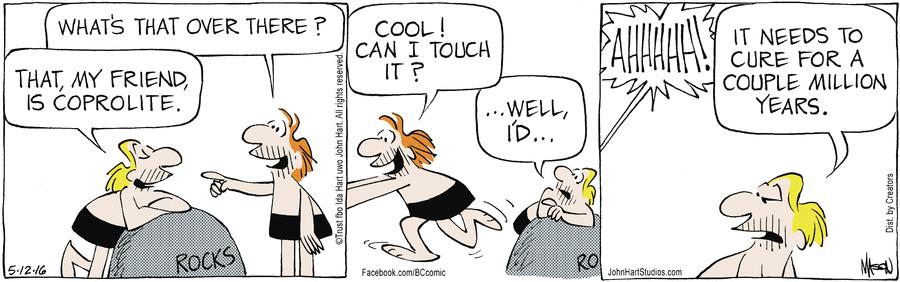 WHAT'S THAT OVER THERE?
THAT, MY FRIEND,
IS COPROLITE.
ROCKS
5-12-16
©Trust fbo Ida Hart uwo John Hart. All rights reserved.
COOL!
CAN I TOUCH
IT?
...WELL,
I'D...
RO
Facebook.com/BCcomic
AHHHHH!
IT NEEDS TO
CURE FOR A
COUPLE MILLION
YEARS.
JohnHartStudios.com
Dist. by Creators
MASON